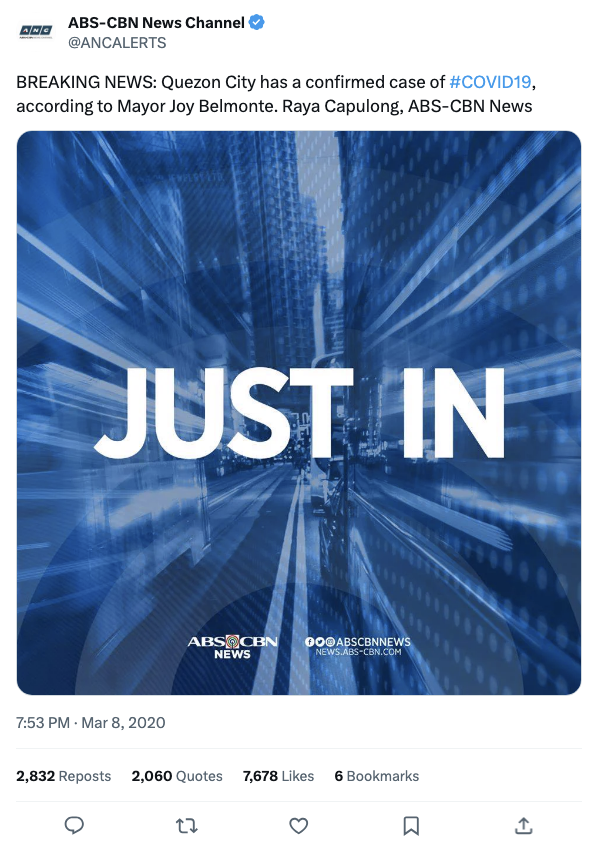 ANC
ABS-CBN News Channel
@ANCALERTS
BREAKING NEWS: Quezon City has a confirmed case of #COVID19,
according to Mayor Joy Belmonte. Raya Capulong, ABS-CBN News
JUST IN
ABS CBN
NEWS
ABSCBNNEWS
NEWS.ABS-CBN.COM
7:53 PM · Mar 8, 2020
2,832 Reposts 2,060 Quotes 7,678 Likes 6 Bookmarks